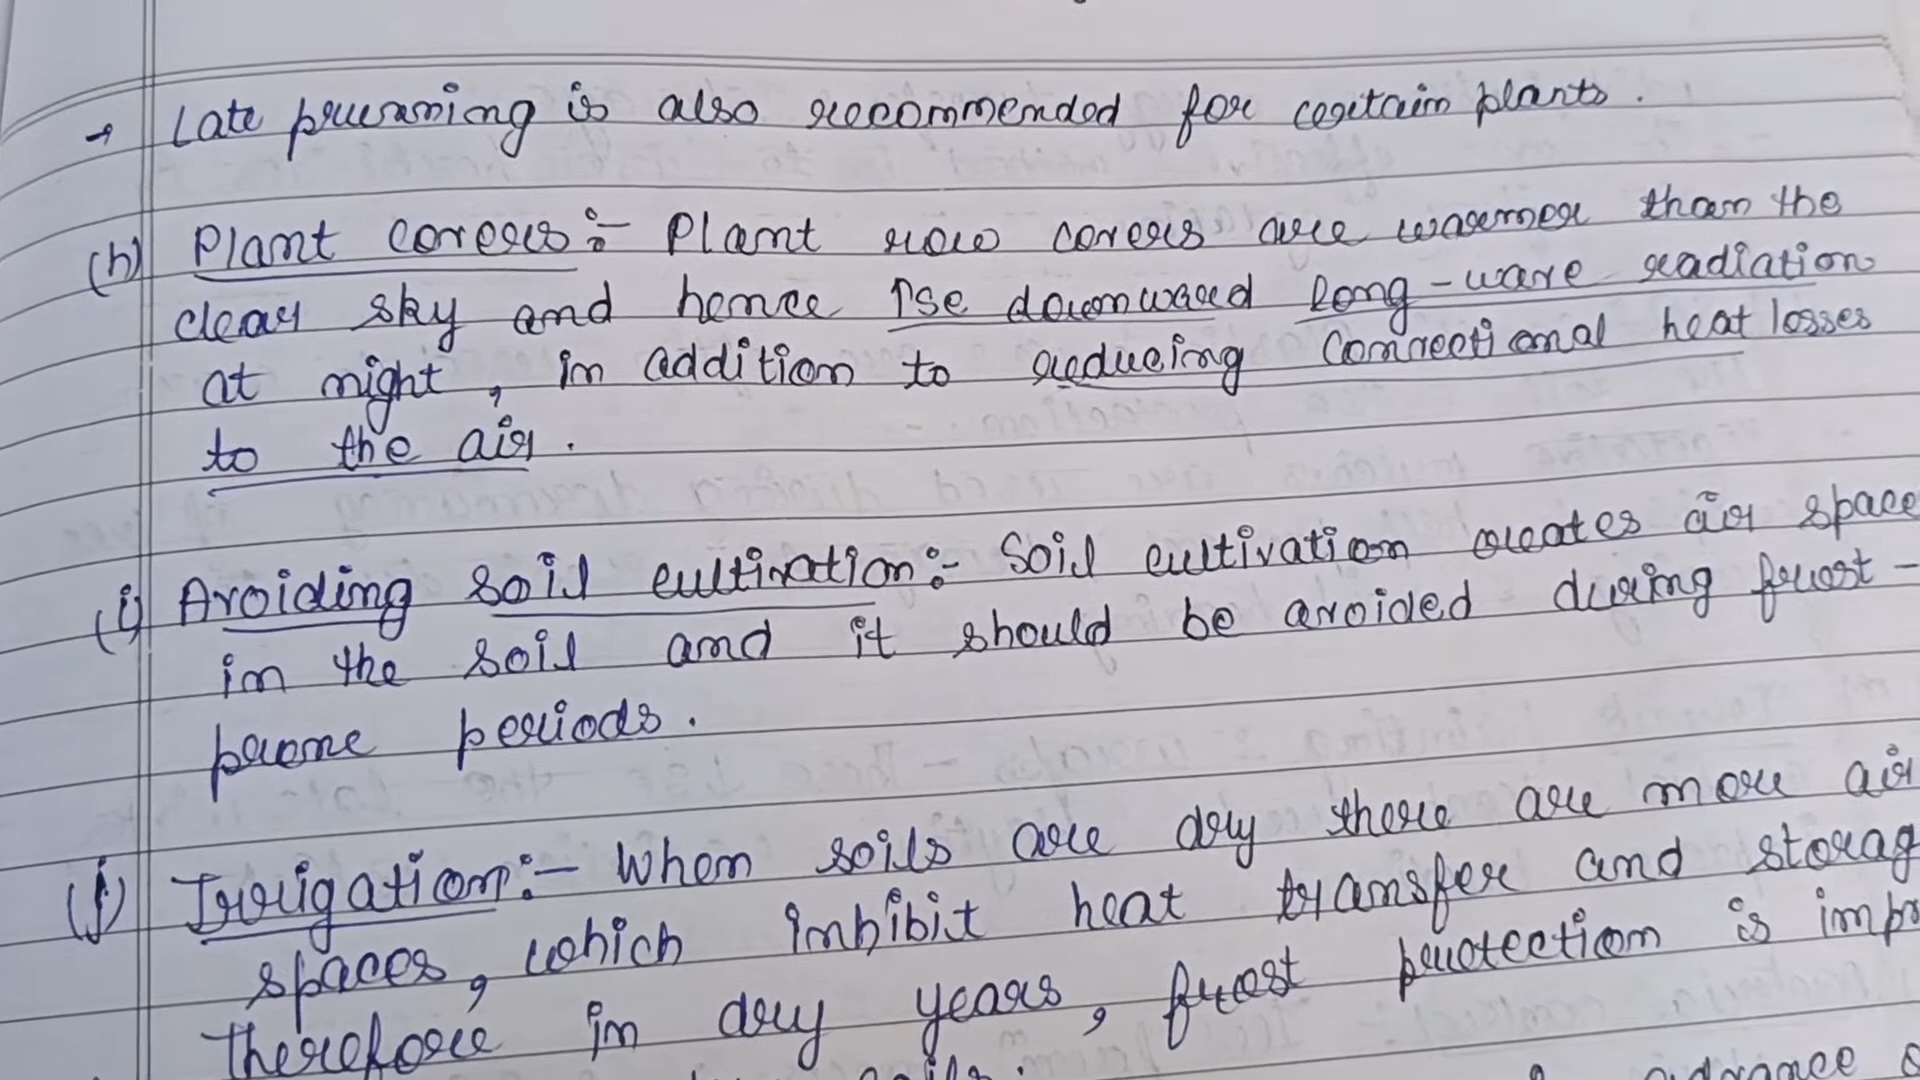 → Late prunning is also recommended for certain plants.
(h) Plant covers:- Plant row covers are warmer than the
clear sky and hence ↑se downward long-wave radiation
at night, in addition to reducing convectional heat losses
to the air.
(i) Avoiding soil cultivation:- Soil cultivation creates air space
in the soil and it should be avoided during frost-
prone periods.
(j) Irrigation:- When soils are dry there are more air
spaces, which inhibit heat transfer and storag
therefore in dry years, frost protection is impr